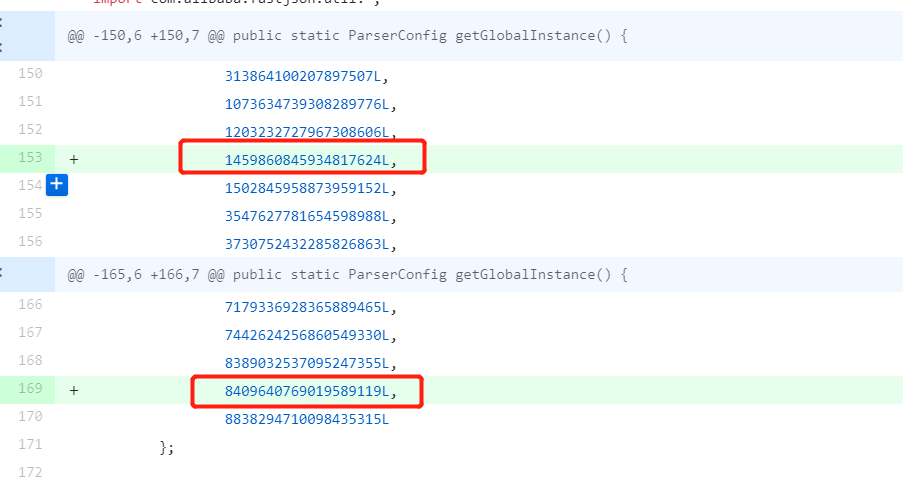 import com.alibaba.fastjson.util.*;
@@ -150,6 +150,7 @@ public static ParserConfig getGlobalInstance() {
150 313864100207897507L,
151 1073634739308289776L,
152 1203232727967308606L,
153 + 1459860845934817624L,
154 + 1502845958873959152L,
155 3547627781654598988L,
156 3730752432285826863L,
@@ -165,6 +166,7 @@ public static ParserConfig getGlobalInstance() {
166 7179336928365889465L,
167 7442624256860549330L,
168 8389032537095247355L,
169 + 8409640769019589119L,
170 8838294710098435315L
171 };
172